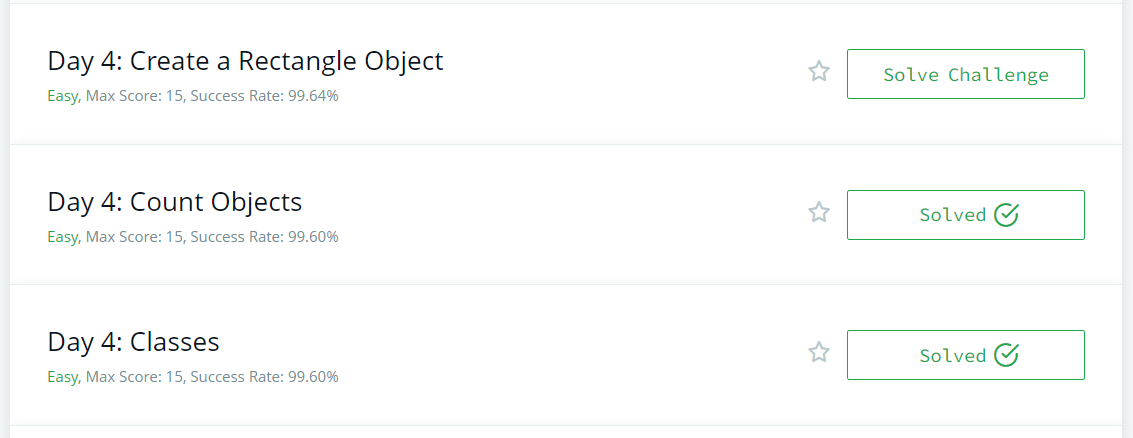 Day 4: Create a Rectangle Object
Easy, Max Score: 15, Success Rate: 99.64%
Solve Challenge
Day 4: Count Objects
Easy, Max Score: 15, Success Rate: 99.60%
Solved
Day 4: Classes
Easy, Max Score: 15, Success Rate: 99.60%
Solved